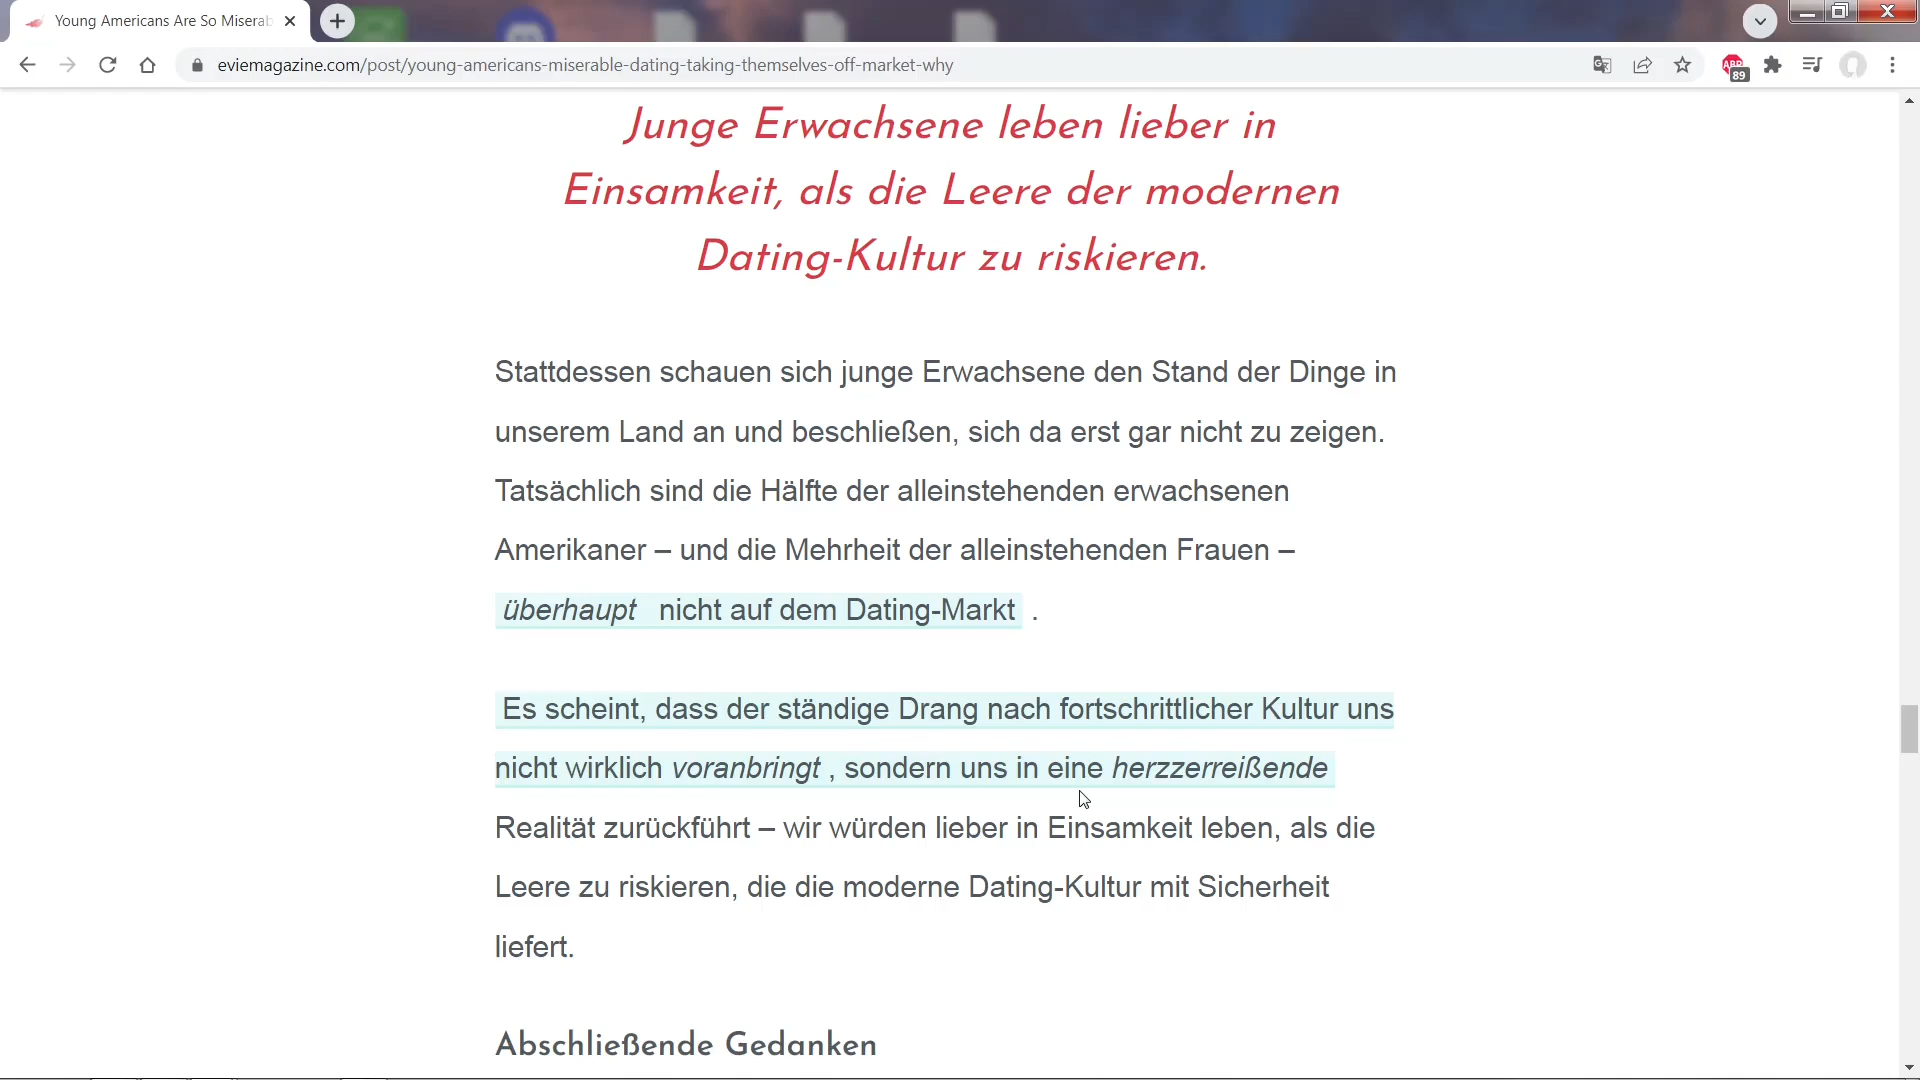 Young Americans Are So Miserab
eviemagazine.com/post/young-americans-miserable-dating-taking-themselves-off-market-why
ABP
89
Junge Erwachsene leben lieber in
Einsamkeit, als die Leere der modernen
Dating-Kultur zu riskieren.
Stattdessen schauen sich junge Erwachsene den Stand der Dinge in
unserem Land an und beschließen, sich da erst gar nicht zu zeigen.
Tatsächlich sind die Hälfte der alleinstehenden erwachsenen
Amerikaner – und die Mehrheit der alleinstehenden Frauen –
überhaupt nicht auf dem Dating-Markt .
Es scheint, dass der ständige Drang nach fortschrittlicher Kultur uns
nicht wirklich voranbringt , sondern uns in eine herzzerreißende
Realität zurückführt – wir würden lieber in Einsamkeit leben, als die
Leere zu riskieren, die die moderne Dating-Kultur mit Sicherheit
liefert.
Abschließende Gedanken